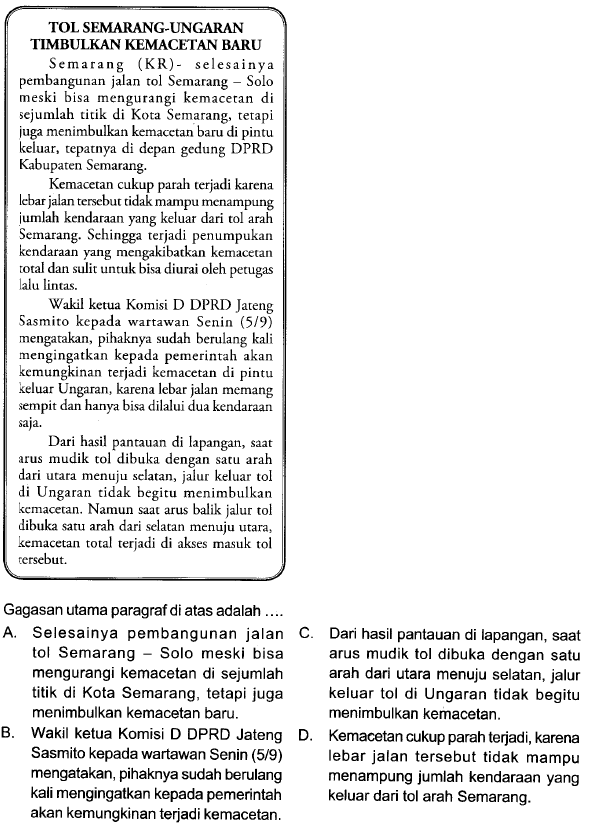 TOL SEMARANG-UNGARAN
TIMBULKAN KEMACETAN BARU
Semarang (KR)- selesainya
pembangunan jalan tol Semarang – Solo
meski bisa mengurangi kemacetan di
sejumlah titik di Kota Semarang, tetapi
juga menimbulkan kemacetan baru di pintu
keluar, tepatnya di depan gedung DPRD
Kabupaten Semarang.
Kemacetan cukup parah terjadi karena
lebar jalan tersebut tidak mampu menampung
jumlah kendaraan yang keluar dari tol arah
Semarang. Sehingga terjadi penumpukan
kendaraan yang mengakibatkan kemacetan
total dan sulit untuk bisa diurai oleh petugas
lalu lintas.
Wakil ketua Komisi D DPRD Jateng
Sasmito kepada wartawan Senin (5/9)
mengatakan, pihaknya sudah berulang kali
mengingatkan kepada pemerintah akan
kemungkinan terjadi kemacetan di pintu
keluar Ungaran, karena lebar jalan memang
sempit dan hanya bisa dilalui dua kendaraan
saja.
Dari hasil pantauan di lapangan, saat
arus mudik tol dibuka dengan satu arah
dari utara menuju selatan, jalur keluar tol
di Ungaran tidak begitu menimbulkan
kemacetan. Namun saat arus balik jalur tol
dibuka satu arah dari selatan menuju utara,
kemacetan total terjadi di akses masuk tol
tersebut.
Gagasan utama paragraf di atas adalah ....
A. Selesainya pembangunan jalan
tol Semarang – Solo meski bisa
mengurangi kemacetan di sejumlah
titik di Kota Semarang, tetapi juga
menimbulkan kemacetan baru.
B. Wakil ketua Komisi D DPRD Jateng
Sasmito kepada wartawan Senin (5/9)
mengatakan, pihaknya sudah berulang
kali mengingatkan kepada pemerintah
akan kemungkinan terjadi kemacetan.
C. Dari hasil pantauan di lapangan, saat
arus mudik tol dibuka dengan satu
arah dari utara menuju selatan, jalur
keluar tol di Ungaran tidak begitu
menimbulkan kemacetan.
D. Kemacetan cukup parah terjadi, karena
lebar jalan tersebut tidak mampu
menampung jumlah kendaraan yang
keluar dari tol arah Semarang.